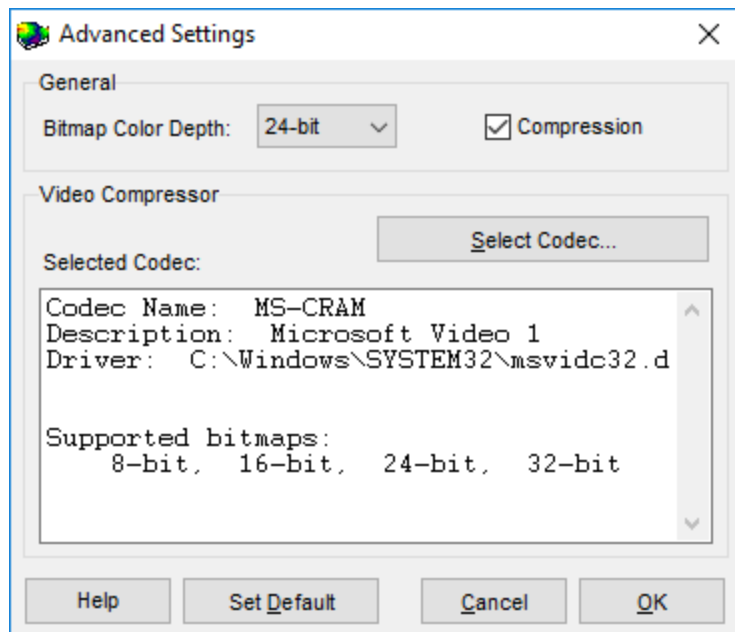 Advanced Settings
General
Bitmap Color Depth: 24-bit Compression
Video Compressor
Select Codec...
Selected Codec:
Codec Name: MS-CRAM
Description: Microsoft Video 1
Driver: C:\Windows\SYSTEM32\msvidc32.d
Supported bitmaps:
8-bit, 16-bit, 24-bit, 32-bit
Help Set Default Cancel OK